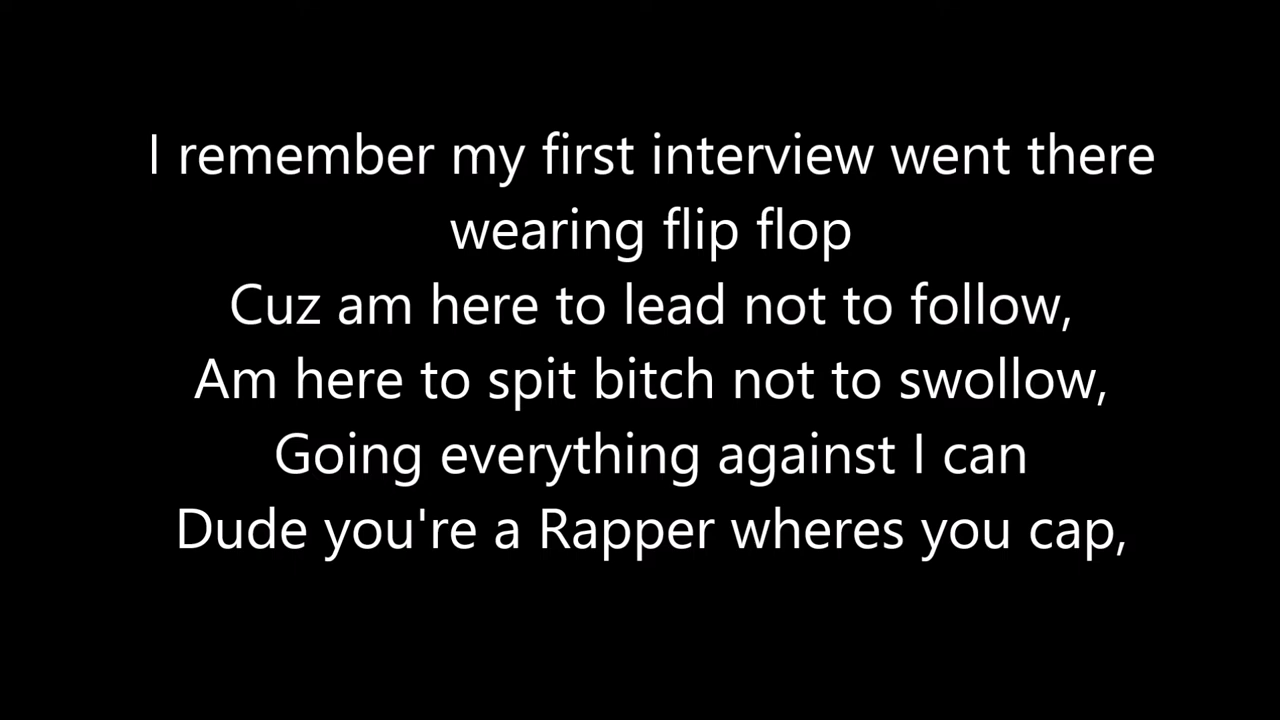 I remember my first interview went there
wearing flip flop
Cuz am here to lead not to follow,
Am here to spit bitch not to swollow,
Going everything against I can
Dude you're a Rapper wheres you cap,